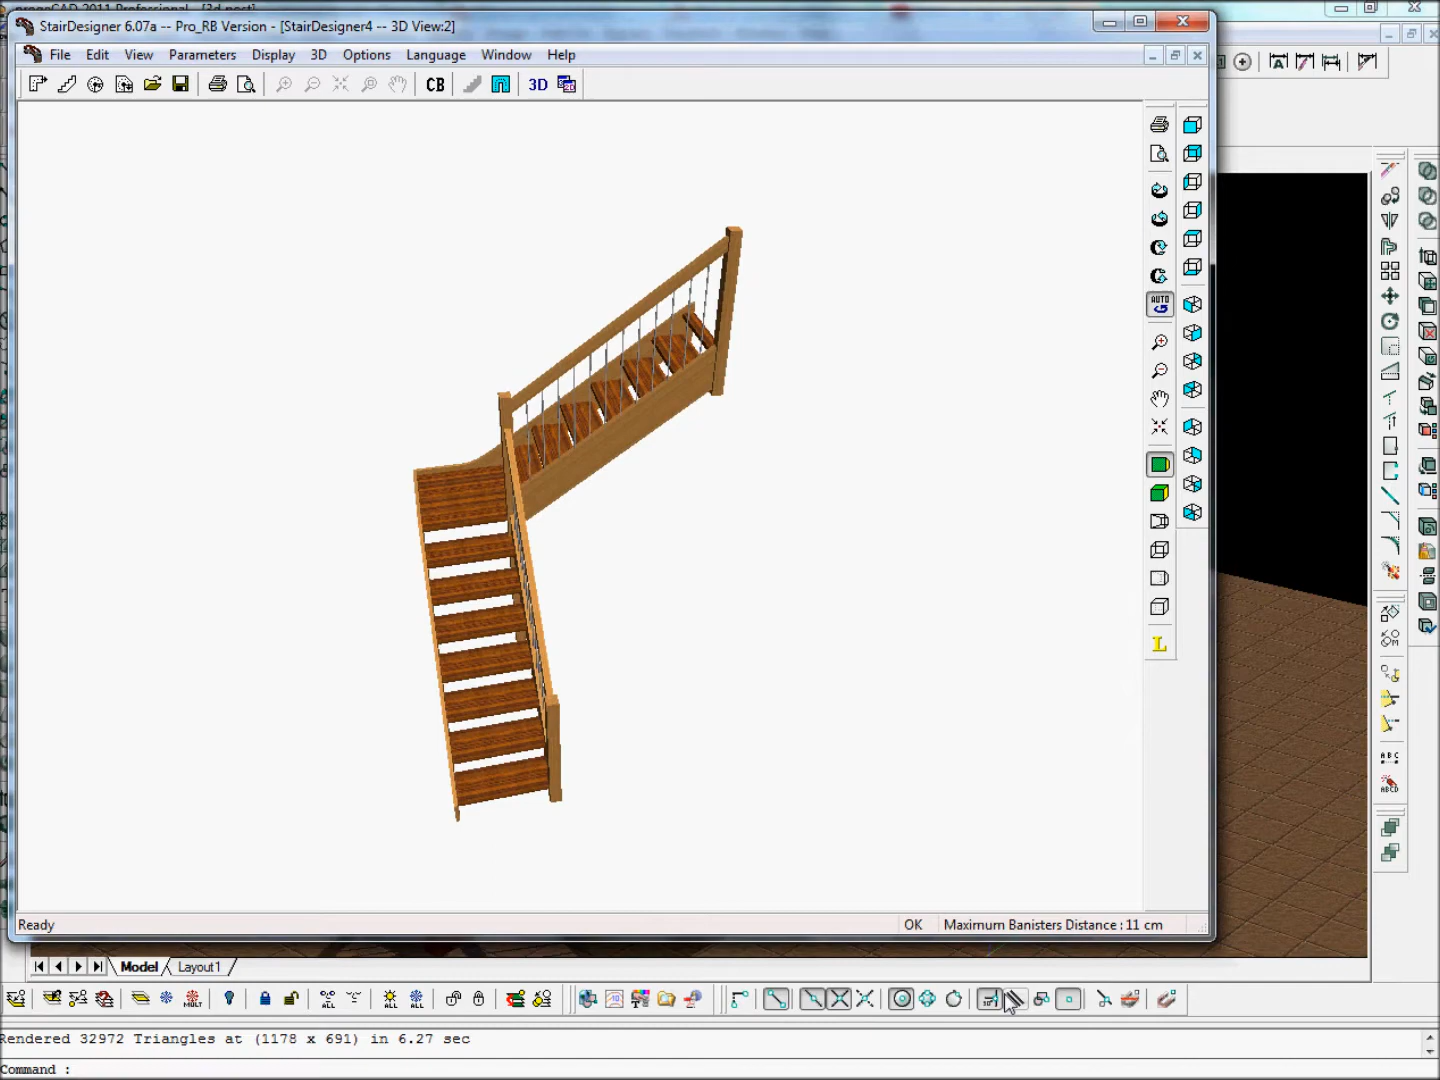 StairDesigner 6.07a -- Pro_RB Version - [StairDesigner4 -- 3D View:2]
File Edit View Parameters Display 3D Options Language Window Help
CB 3D
AUTO
L
Ready OK Maximum Banisters Distance : 11 cm
Model Layout1
Rendered 32972 Triangles at (1178 x 691) in 6.27 sec
Command :